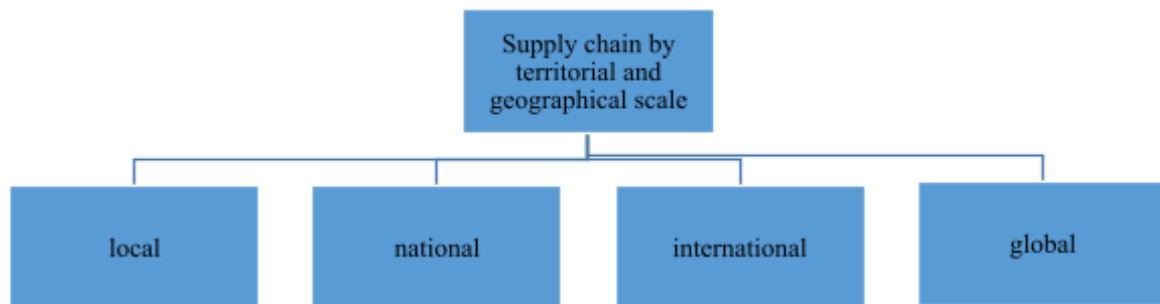 Supply chain by
territorial and
geographical scale
local
national
international
global